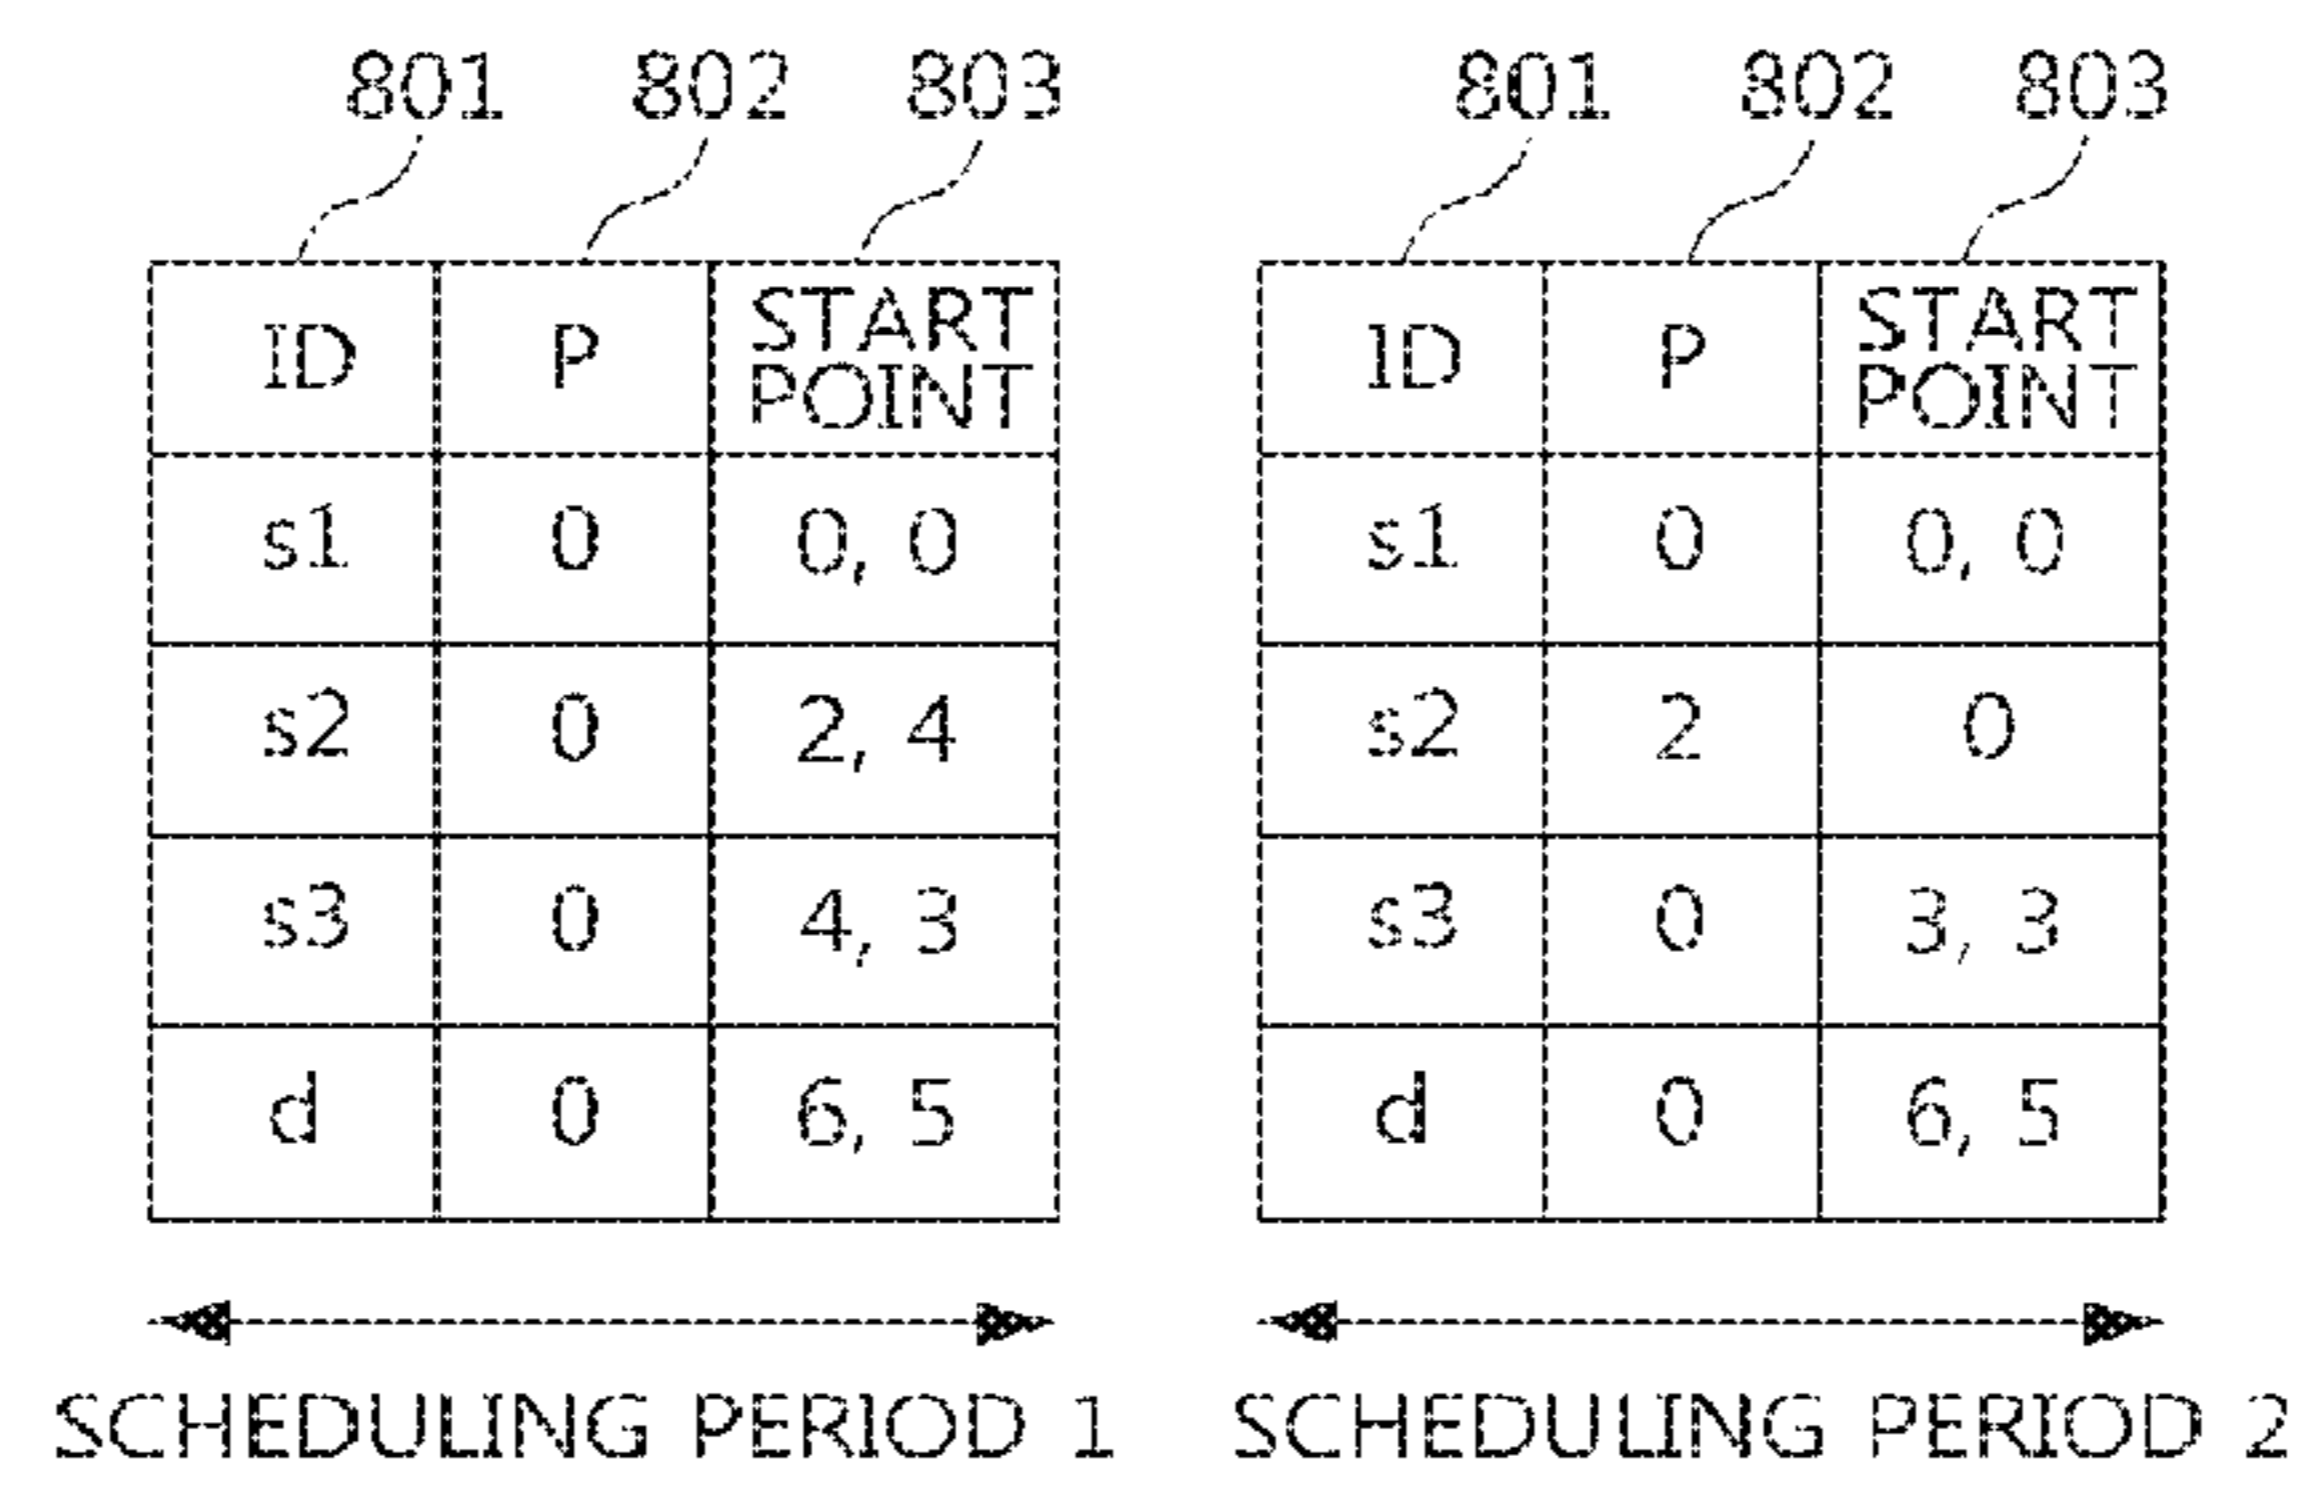 801 802 803
ID P START POINT
s1 0 0, 0
s2 0 2, 4
s3 0 4, 3
d 0 6, 5
SCHEDULING PERIOD 1
801 802 803
ID P START POINT
s1 0 0, 0
s2 2 0
s3 0 3, 3
d 0 6, 5
SCHEDULING PERIOD 2